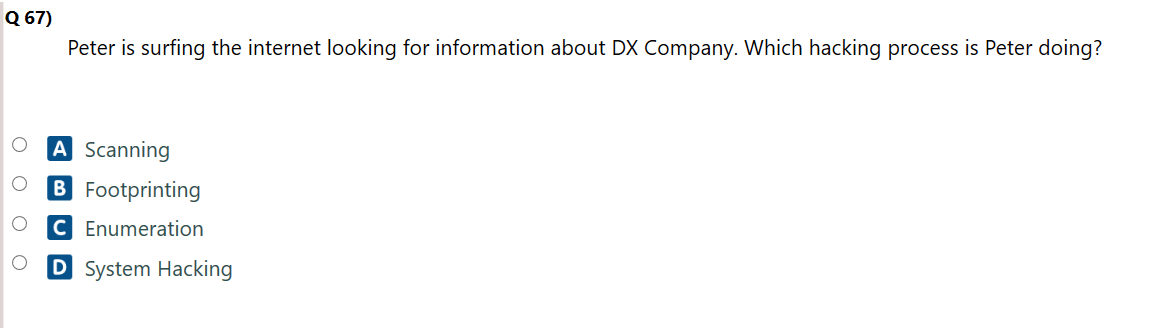 Q 67)
Peter is surfing the internet looking for information about DX Company. Which hacking process is Peter doing?
A Scanning
B Footprinting
C Enumeration
D System Hacking